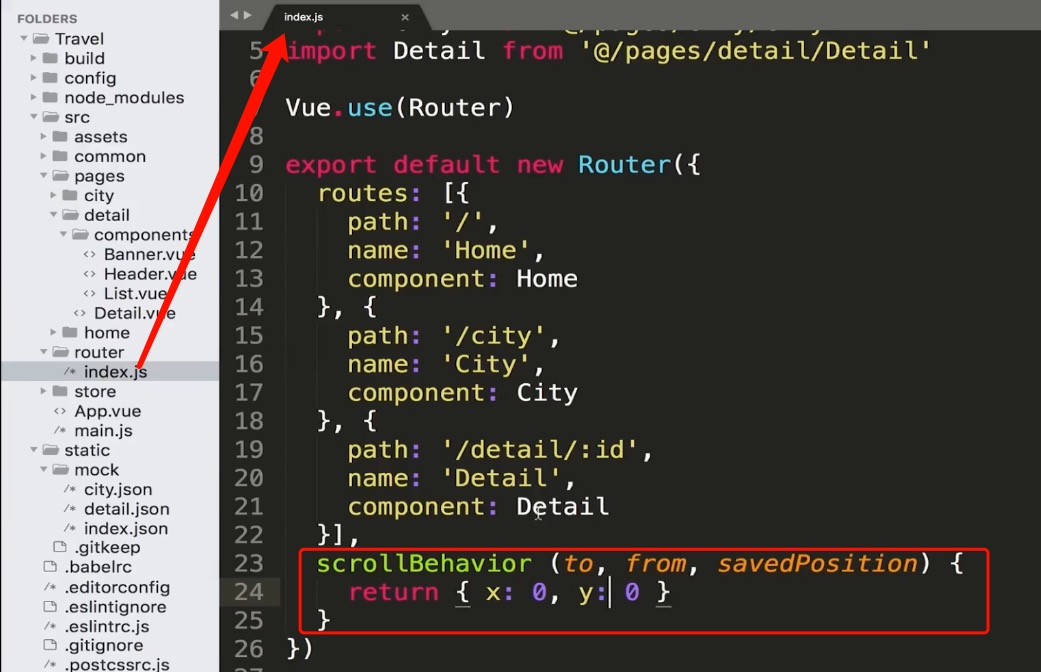 FOLDERS
Travel
build
config
node_modules
src
assets
common
pages
city
detail
components
<> Banner.vue
<> Header.vue
<> List.vue
<> Detail.vue
home
router
/* index.js
store
<> App.vue
/* main.js
static
mock
/* city.json
/* detail.json
/* index.json
.gitkeep
.babelrc
/* .editorconfig
.eslintignore
/* .eslintrc.js
.gitignore
/* .postcssrc.js
index.js ×
5 import Detail from '@/pages/detail/Detail'
6
Vue.use(Router)
8
9 export default new Router({
10 routes: [{
11 path: '/',
12 name: 'Home',
13 component: Home
14 }, {
15 path: '/city',
16 name: 'City',
17 component: City
18 }, {
19 path: '/detail/:id',
20 name: 'Detail',
21 component: Detail
22 }],
23 scrollBehavior (to, from, savedPosition) {
24 return { x: 0, y: 0 }
25 }
26 })